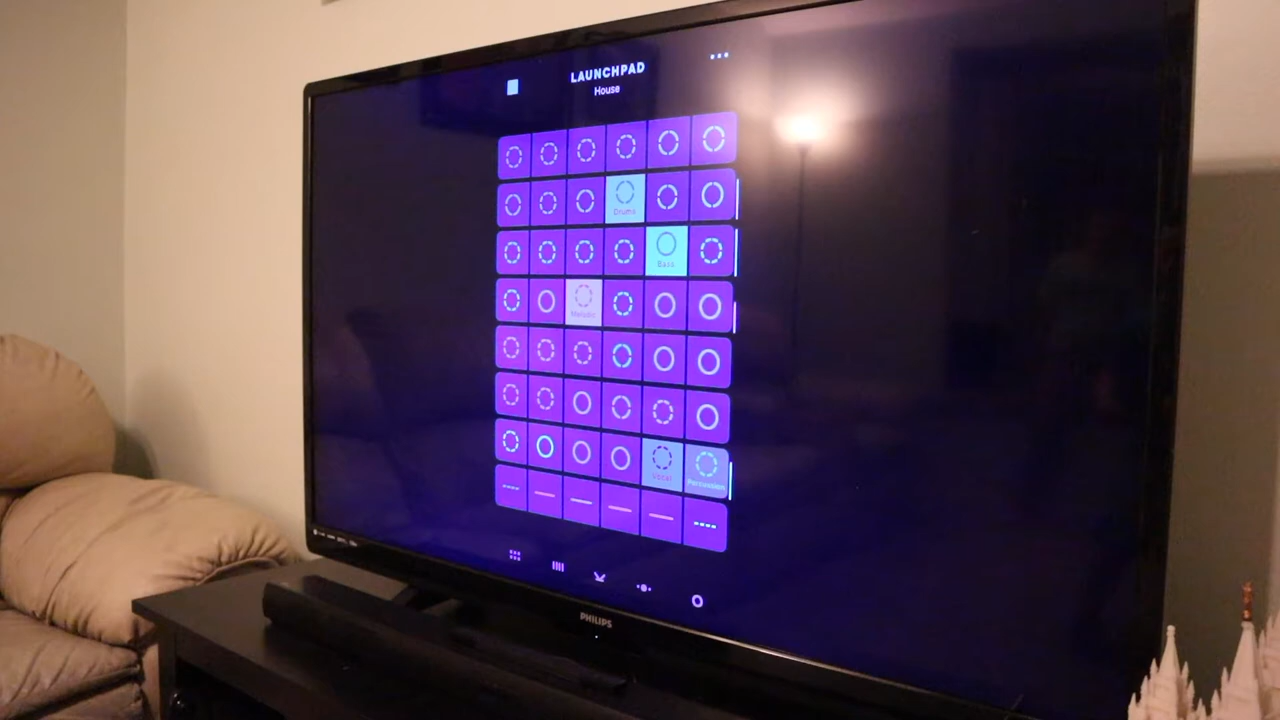 LAUNCHPAD
House
Drums
Bass
Melodic
Vocal
Percussion
PHILIPS